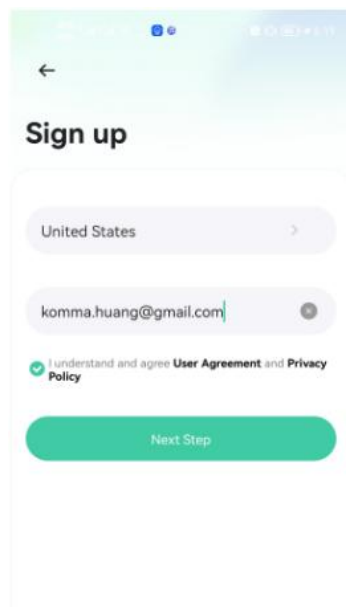 Sign up
United States
komma.huang@gmail.com
I understand and agree User Agreement and Privacy
Policy
Next Step